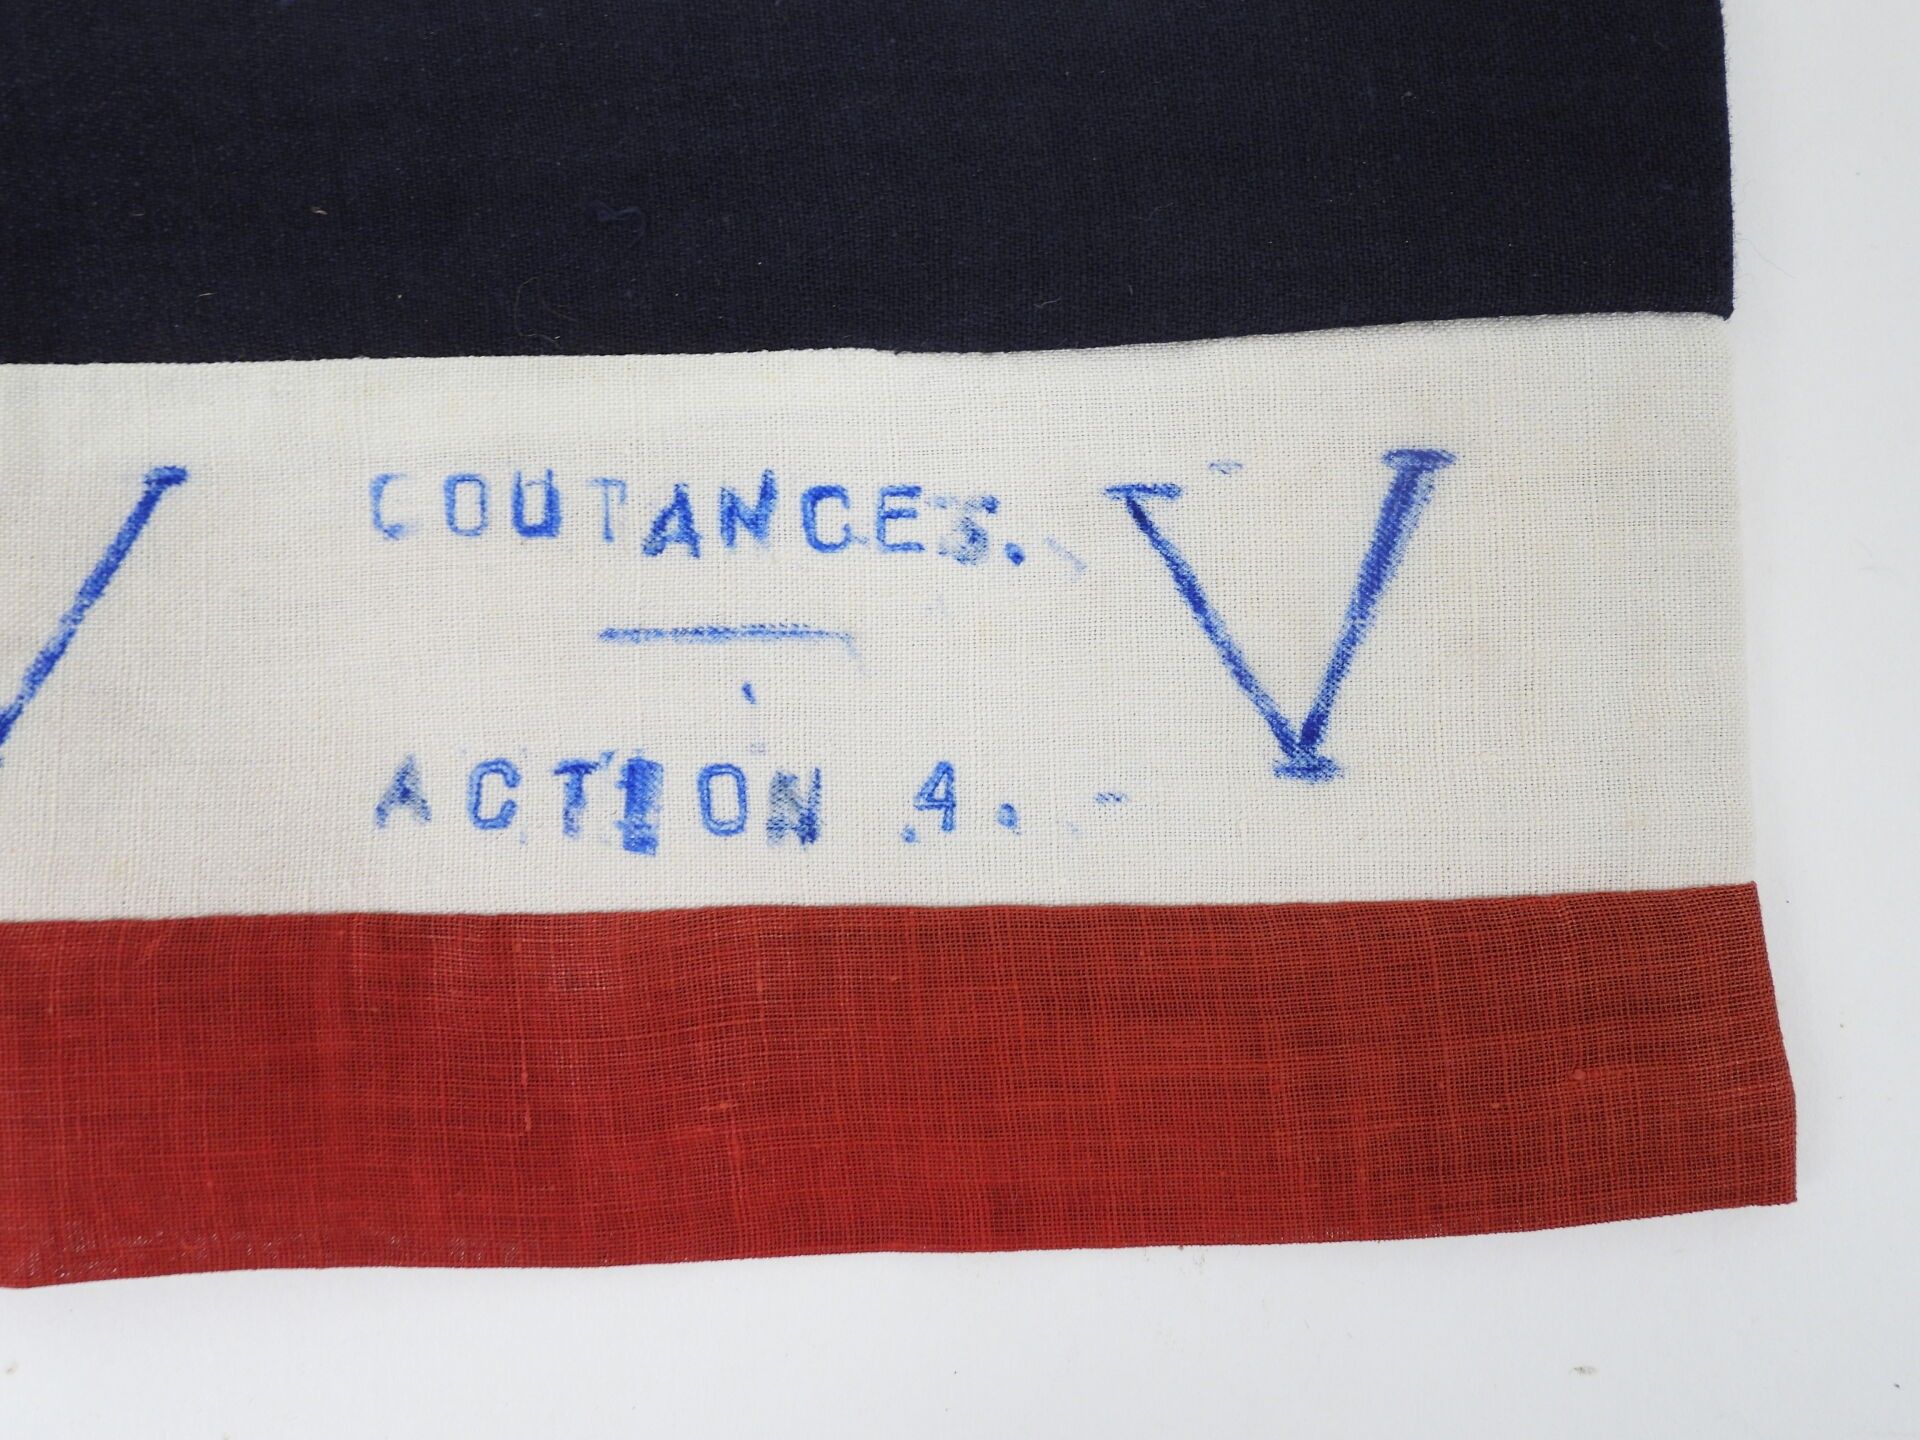 V COUTANCES. V
ACTION .4.